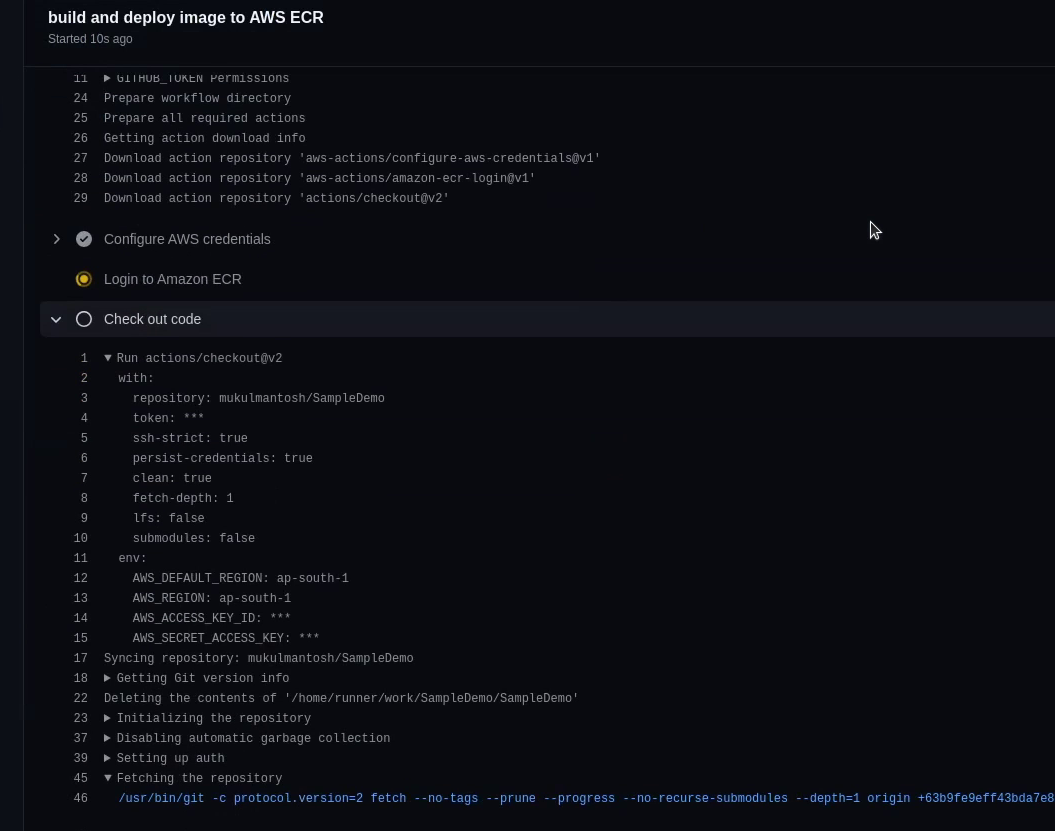 build and deploy image to AWS ECR
Started 10s ago
11 GITHUB_TOKEN Permissions
24 Prepare workflow directory
25 Prepare all required actions
26 Getting action download info
27 Download action repository 'aws-actions/configure-aws-credentials@v1'
28 Download action repository 'aws-actions/amazon-ecr-login@v1'
29 Download action repository 'actions/checkout@v2'
Configure AWS credentials
Login to Amazon ECR
Check out code
1 Run actions/checkout@v2
2 with:
3 repository: mukulmantosh/SampleDemo
4 token: ***
5 ssh-strict: true
6 persist-credentials: true
7 clean: true
8 fetch-depth: 1
9 lfs: false
10 submodules: false
11 env:
12 AWS_DEFAULT_REGION: ap-south-1
13 AWS_REGION: ap-south-1
14 AWS_ACCESS_KEY_ID: ***
15 AWS_SECRET_ACCESS_KEY: ***
17 Syncing repository: mukulmantosh/SampleDemo
18 Getting Git version info
22 Deleting the contents of '/home/runner/work/SampleDemo/SampleDemo'
23 Initializing the repository
37 Disabling automatic garbage collection
39 Setting up auth
45 Fetching the repository
46 /usr/bin/git -c protocol.version=2 fetch --no-tags --prune --progress --no-recurse-submodules --depth=1 origin +63b9fe9eff43bda7e8